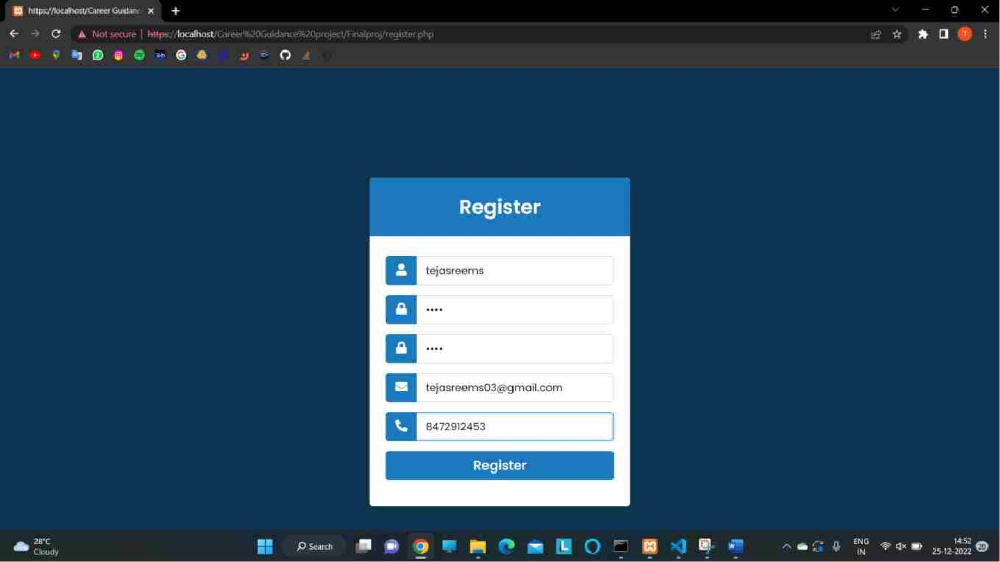 https://localhost/Career Guidanc
Not secure | https://localhost/Career%20Guidance%20project/Finalproj/register.php
T
Register
tejasreems
••••
••••
tejasreems03@gmail.com
8472912453
Register
28°C
Cloudy
Search
ENG
IN
14:52
25-12-2022